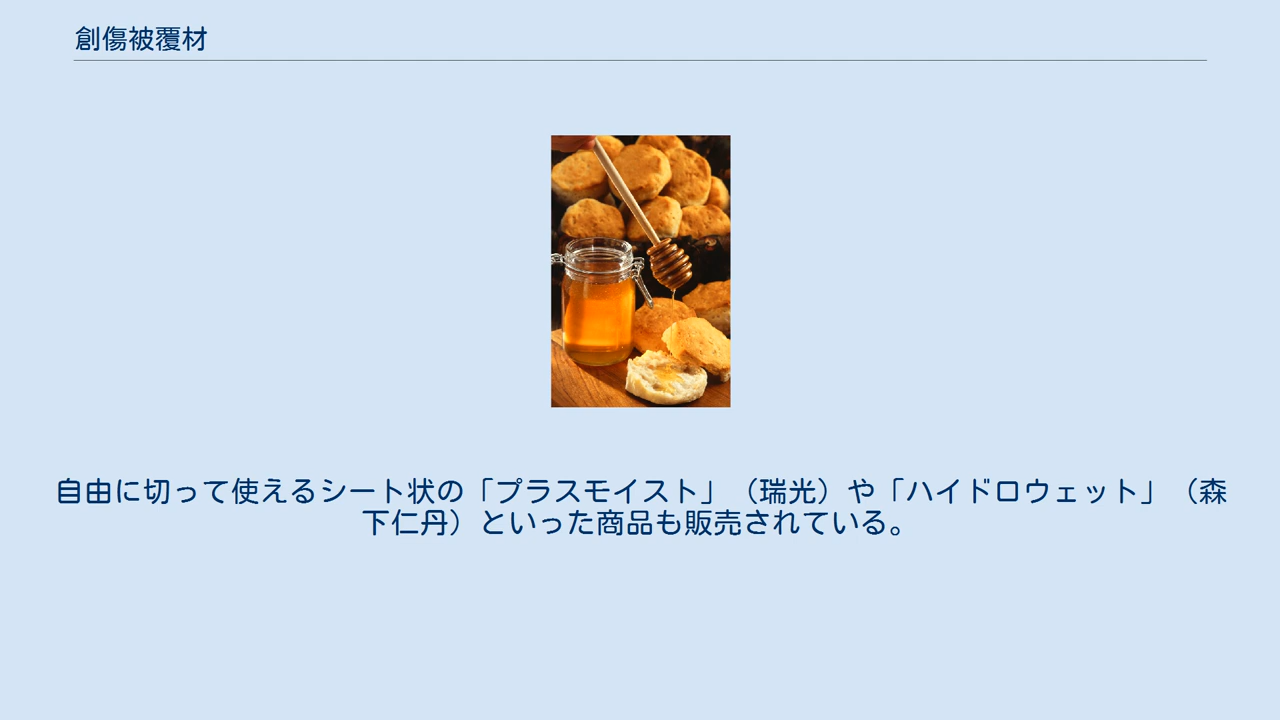 創傷被覆材
自由に切って使えるシート状の「プラスモイスト」（瑞光）や「ハイドロウェット」（森
下仁丹）といった商品も販売されている。